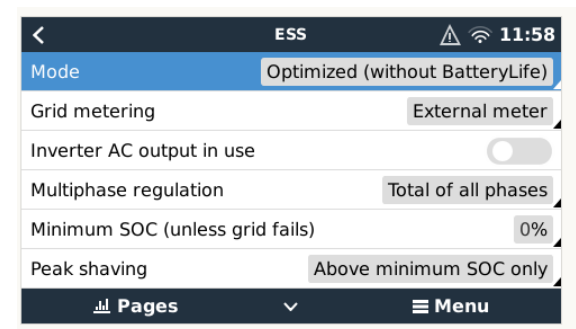 ESS 11:58
Mode Optimized (without BatteryLife)
Grid metering External meter
Inverter AC output in use
Multiphase regulation Total of all phases
Minimum SOC (unless grid fails) 0%
Peak shaving Above minimum SOC only
Pages Menu